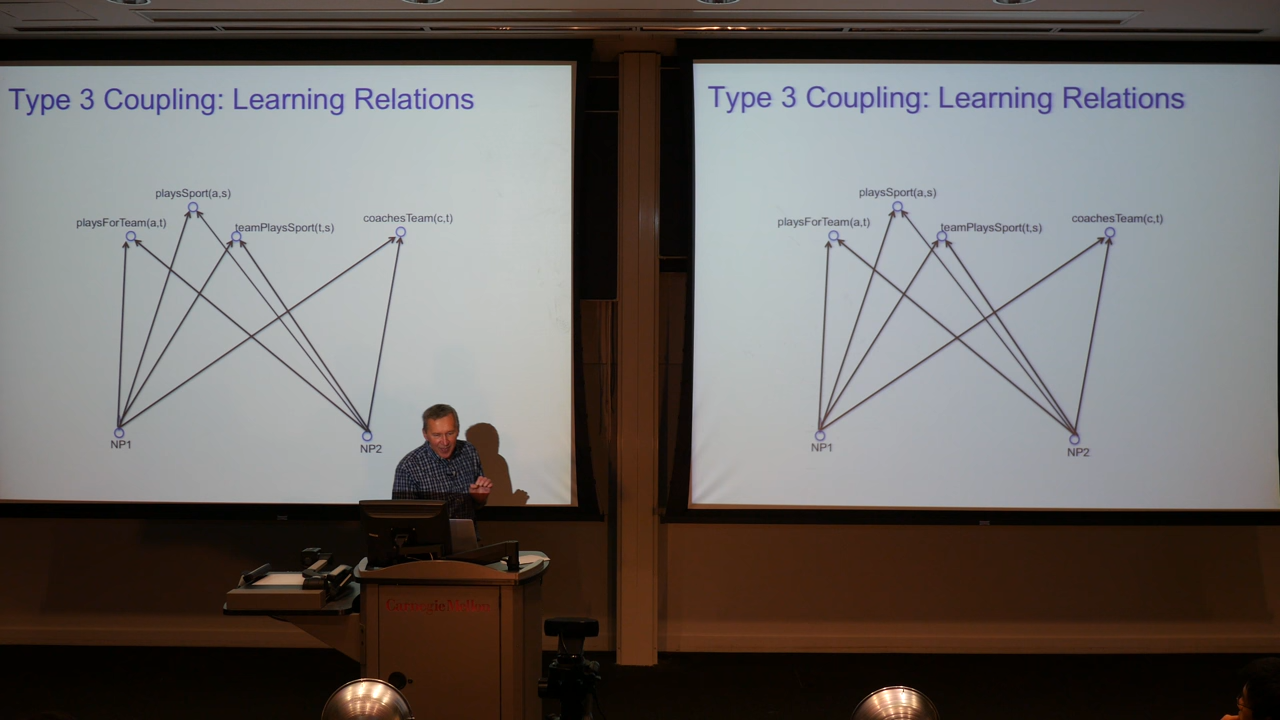 Type 3 Coupling: Learning Relations
playsSport(a,s)
playsForTeam(a,t)
teamPlaysSport(t,s)
coachesTeam(c,t)
NP1
NP2
Type 3 Coupling: Learning Relations
playsSport(a,s)
playsForTeam(a,t)
teamPlaysSport(t,s)
coachesTeam(c,t)
NP1
NP2
Carnegie Mellon